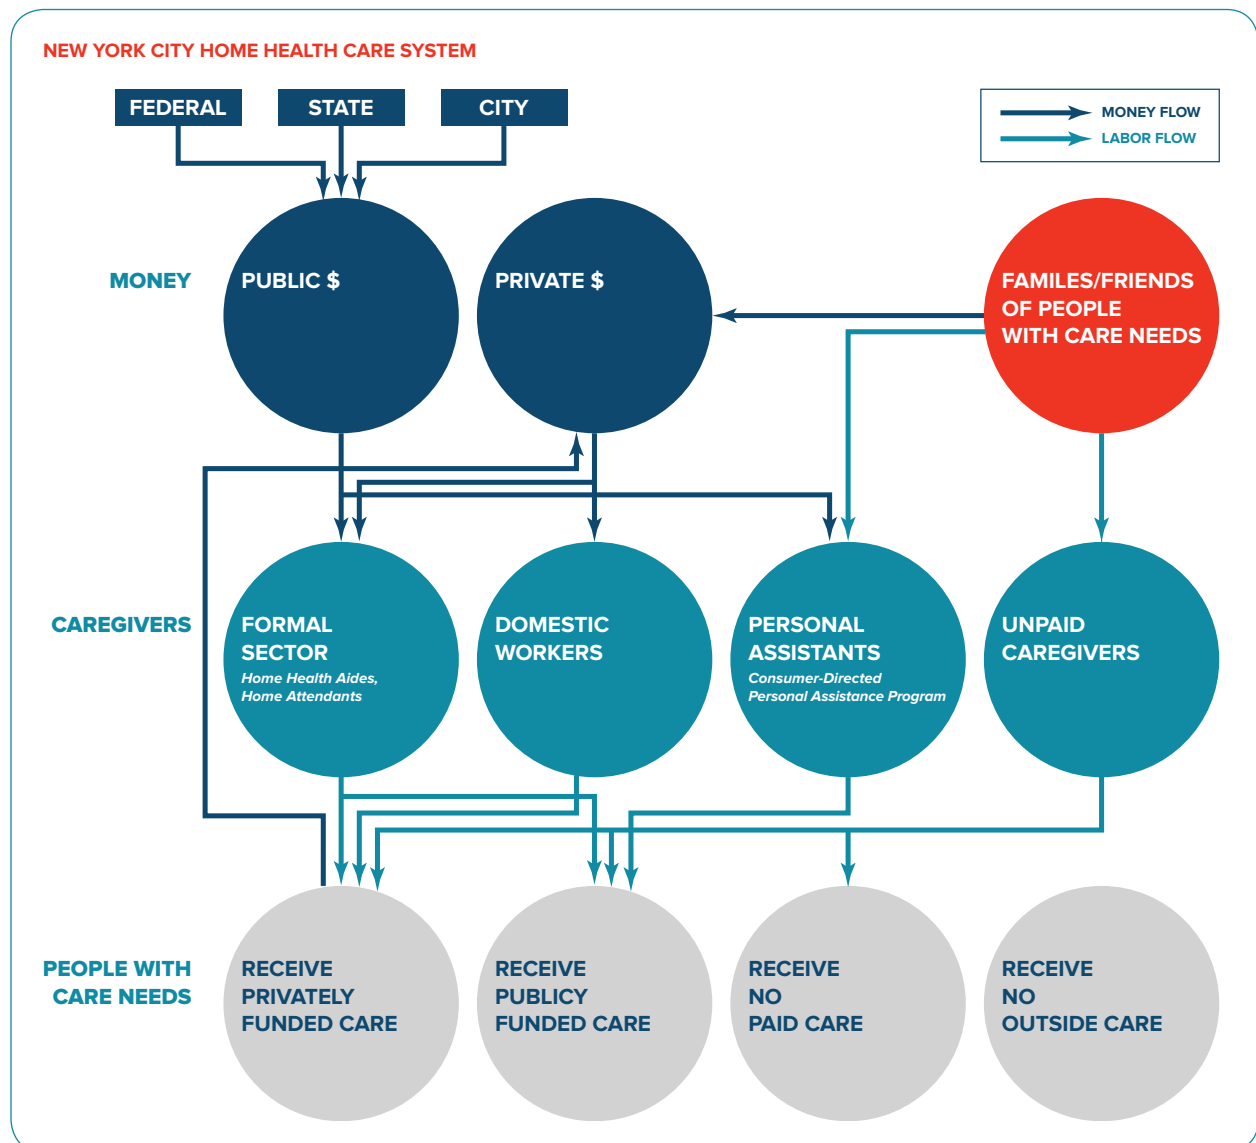 NEW YORK CITY HOME HEALTH CARE SYSTEM
FEDERAL
STATE
CITY
MONEY FLOW
LABOR FLOW
MONEY
PUBLIC $
PRIVATE $
FAMILES/FRIENDS
OF PEOPLE
WITH CARE NEEDS
CAREGIVERS
FORMAL
SECTOR
Home Health Aides,
Home Attendants
DOMESTIC
WORKERS
PERSONAL
ASSISTANTS
Consumer-Directed
Personal Assistance Program
UNPAID
CAREGIVERS
PEOPLE WITH
CARE NEEDS
RECEIVE
PRIVATELY
FUNDED CARE
RECEIVE
PUBLICY
FUNDED CARE
RECEIVE
NO
PAID CARE
RECEIVE
NO
OUTSIDE CARE